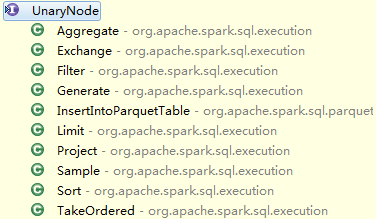 UnaryNode
Aggregate - org.apache.spark.sql.execution
Exchange - org.apache.spark.sql.execution
Filter - org.apache.spark.sql.execution
Generate - org.apache.spark.sql.execution
InsertIntoParquetTable - org.apache.spark.sql.parquet
Limit - org.apache.spark.sql.execution
Project - org.apache.spark.sql.execution
Sample - org.apache.spark.sql.execution
Sort - org.apache.spark.sql.execution
TakeOrdered - org.apache.spark.sql.execution